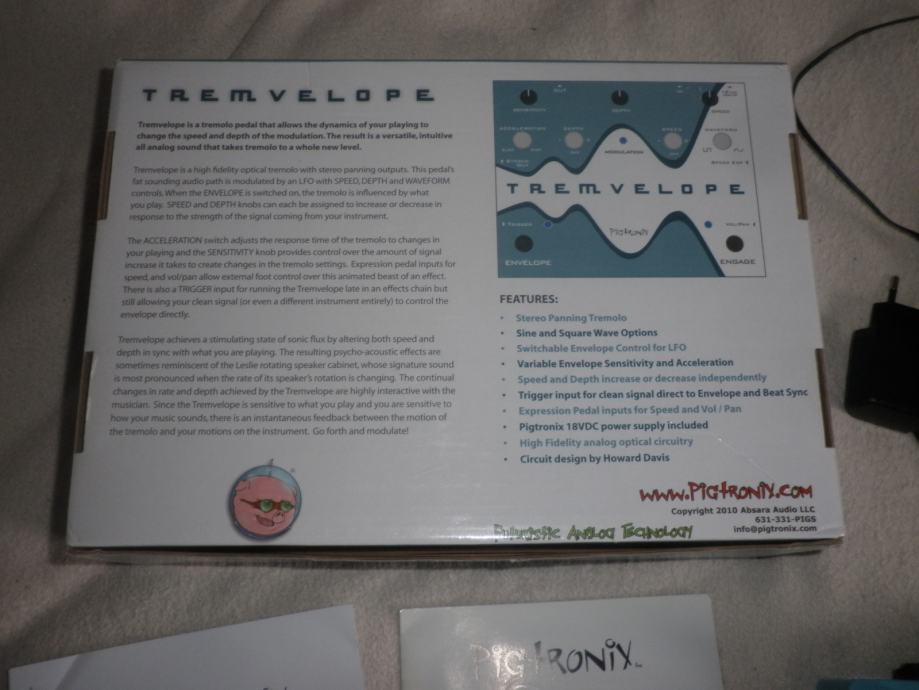 TREMVELOPE
Tremvelope is a tremolo pedal that allows the dynamics of your playing to
change the speed and depth of the modulation. The result is a versatile, intuitive
all analog sound that takes tremolo to a whole new level.
Tremvelope is a high fidelity optical tremolo with stereo panning outputs. This pedal's
fat sounding audio path is modulated by an LFO with SPEED, DEPTH and WAVEFORM
controls. When the ENVELOPE is switched on, the tremolo is influenced by what
you play. SPEED and DEPTH knobs can each be assigned to increase or decrease in
response to the strength of the signal coming from your instrument.
The ACCELERATION switch adjusts the response time of the tremolo to changes in
your playing and the SENSITIVITY knob provides control over the amount of signal
increase it takes to create changes in the tremolo settings. Expression pedal inputs for
speed, and vol/pan allow external foot control over this animated beast of an effect.
There is also a TRIGGER input for running the Tremvelope late in an effects chain but
still allowing your clean signal (or even a different instrument entirely) to control the
envelope directly.
Tremvelope achieves a stimulating state of sonic flux by altering both speed and
depth in sync with what you are playing. The resulting psycho-acoustic effects are
sometimes reminiscent of the Leslie rotating speaker cabinet, whose signature sound
is most pronounced when the rate of its speaker's rotation is changing. The continual
changes in rate and depth achieved by the Tremvelope are highly interactive with the
musician. Since the Tremvelope is sensitive to what you play and you are sensitive to
how your music sounds, there is an instantaneous feedback between the motion of
the tremolo and your motions on the instrument. Go forth and modulate!
OUT
SENSITIVITY DEPTH SPEED
ACCELERATION DEPTH SPEED WAVEFORM
MODULATION
SPEED EXP
TREMVELOPE
TRIGGER PIGTRONIX VOL/PAN
ENVELOPE ENGAGE
FEATURES:
• Stereo Panning Tremolo
• Sine and Square Wave Options
• Switchable Envelope Control for LFO
• Variable Envelope Sensitivity and Acceleration
• Speed and Depth increase or decrease independently
• Trigger input for clean signal direct to Envelope and Beat Sync
• Expression Pedal inputs for Speed and Vol / Pan
• Pigtronix 18VDC power supply included
• High Fidelity analog optical circuitry
• Circuit design by Howard Davis
www.PIGTRONIX.COM
Copyright 2010 Absara Audio LLC
631-331-PIGS
info@pigtronix.com
Futuristic Analog Technology
PIGTRONIX